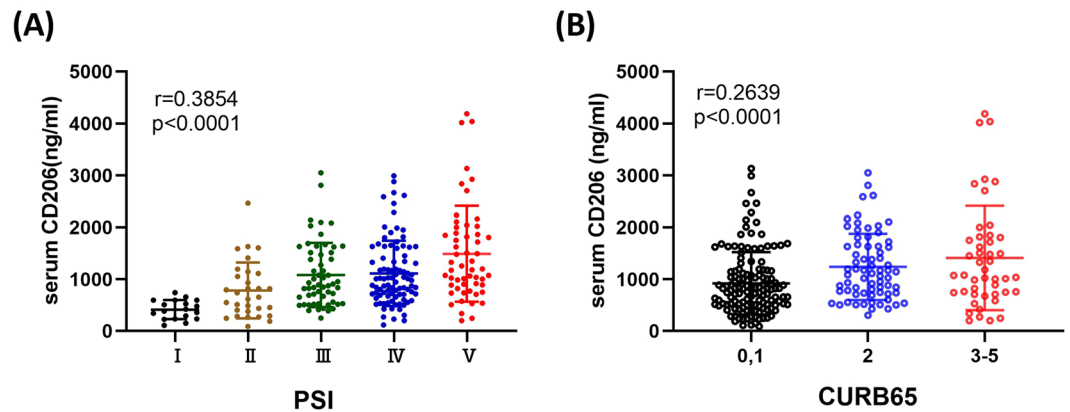 (A)
serum CD206(ng/ml)
5000
4000
3000
2000
1000
0
r=0.3854
p<0.0001
Ⅰ Ⅱ Ⅲ Ⅳ Ⅴ
PSI
(B)
serum CD206 (ng/ml)
5000
4000
3000
2000
1000
0
r=0.2639
p<0.0001
0,1 2 3-5
CURB65